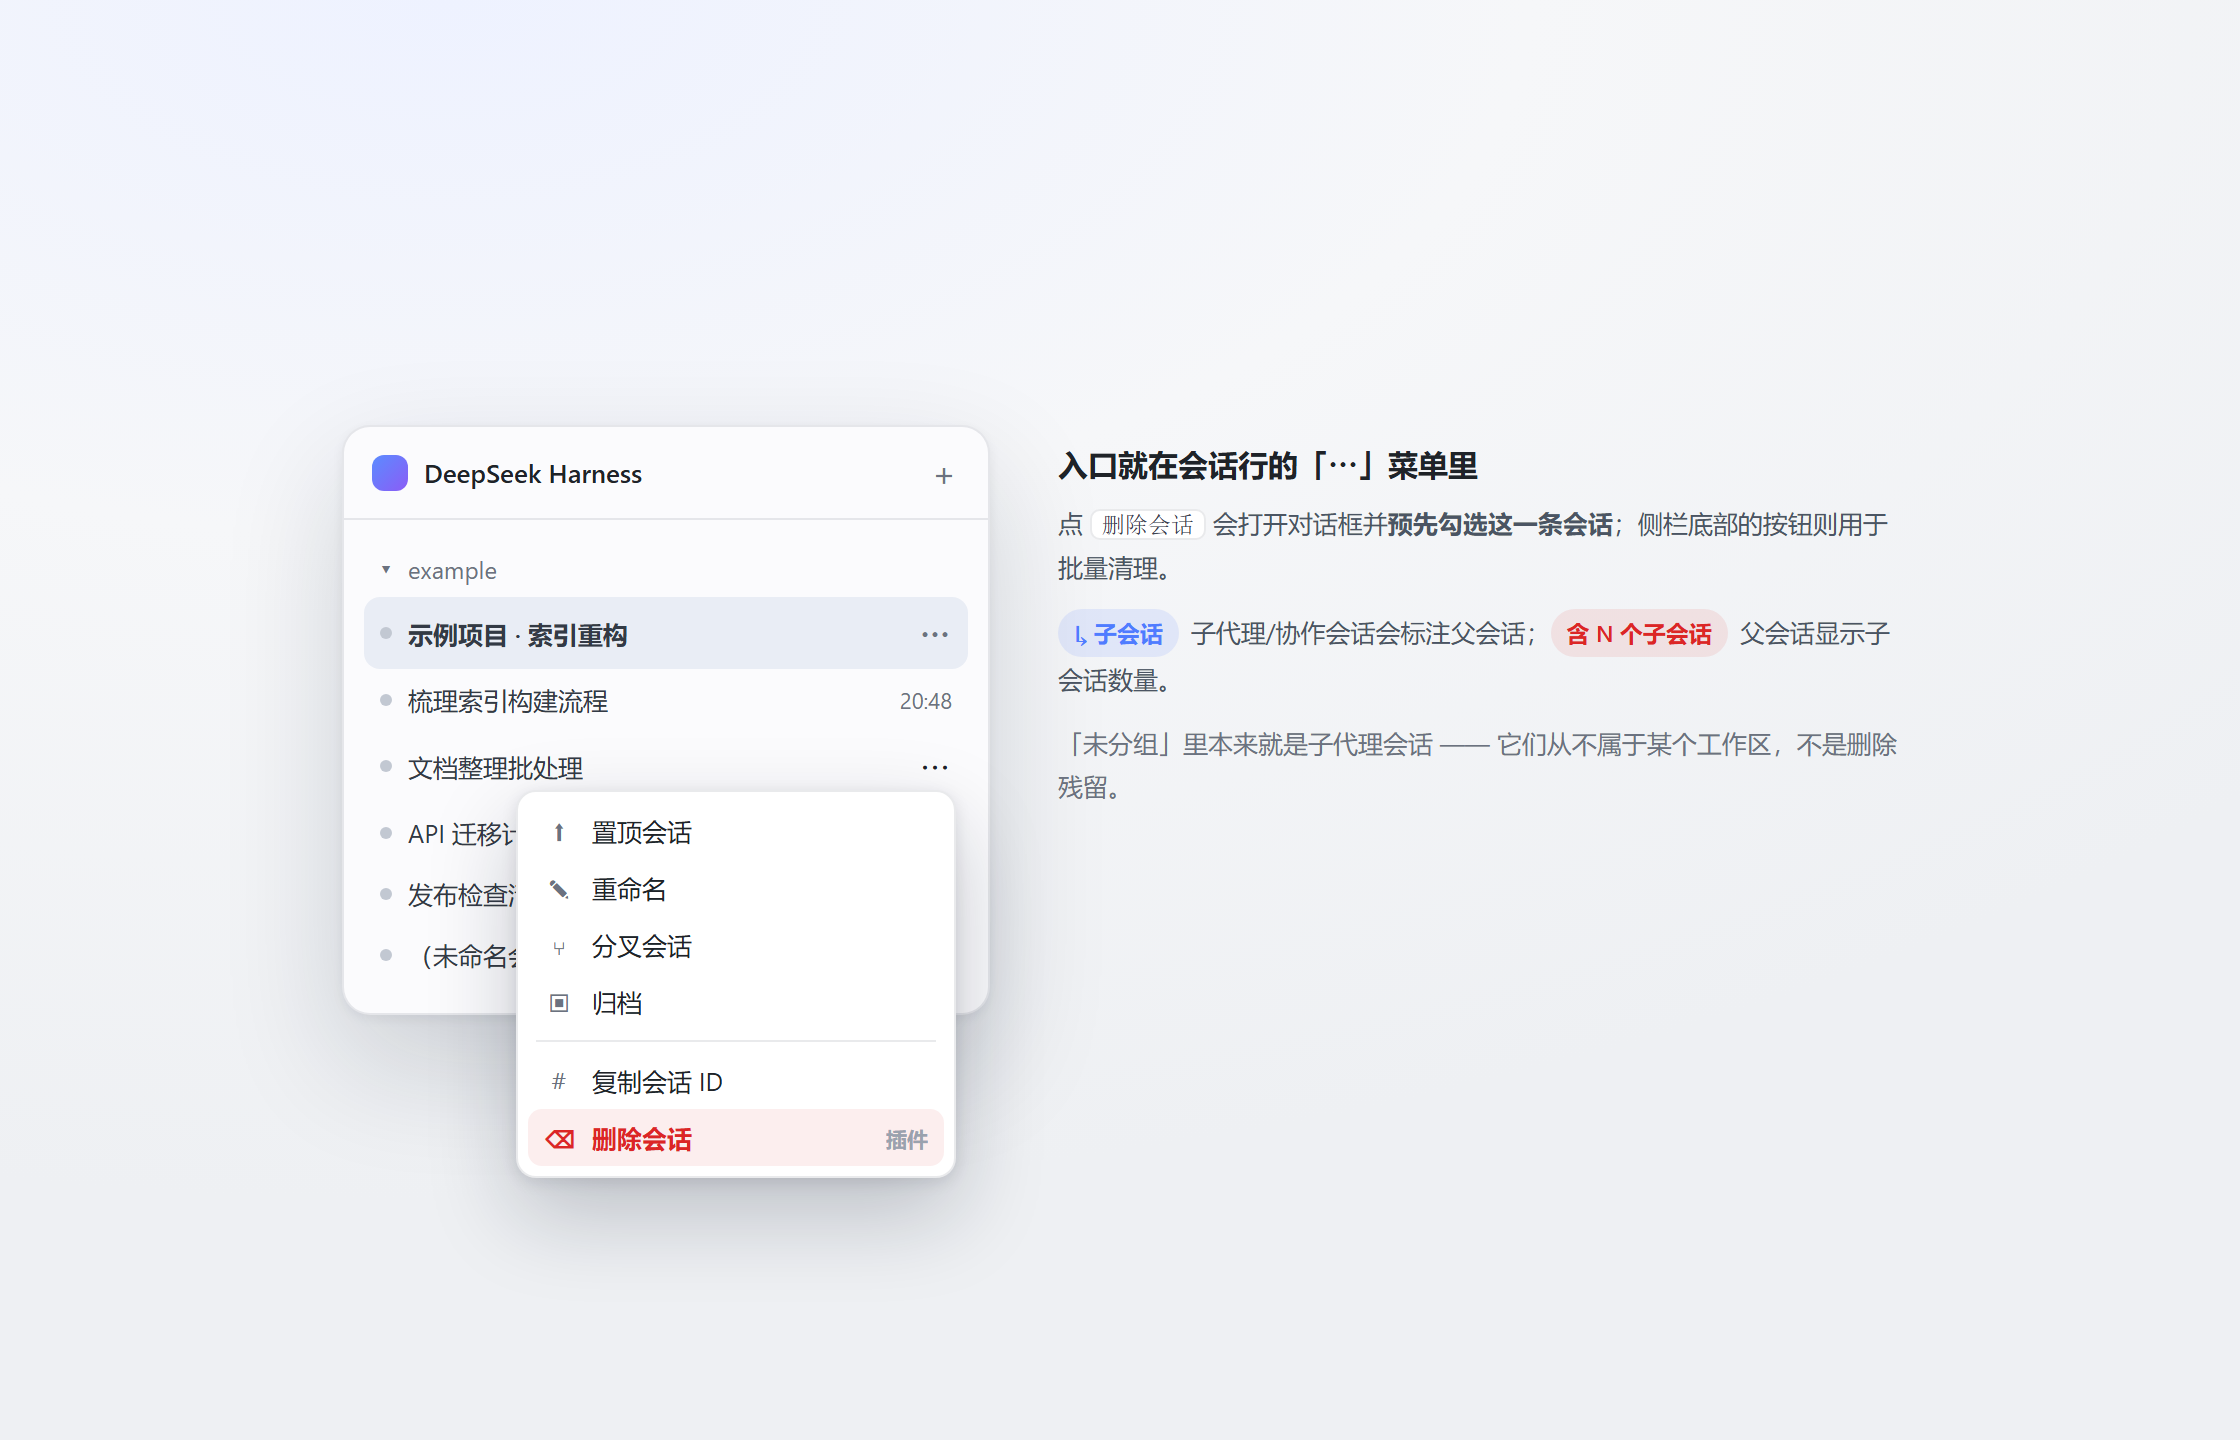 DeepSeek Harness +
example
示例项目 · 索引重构 ···
梳理索引构建流程 20:48
文档整理批处理 ···
API 迁移
发布检查
（未命名
置顶会话
重命名
分叉会话
归档
# 复制会话 ID
删除会话 插件
入口就在会话行的「···」菜单里
点 删除会话 会打开对话框并预先勾选这一条会话；侧栏底部的按钮则用于
批量清理。
↳ 子会话 子代理/协作会话会标注父会话； 含 N 个子会话 父会话显示子
会话数量。
「未分组」里本来就是子代理会话 —— 它们从不属于某个工作区，不是删除
残留。